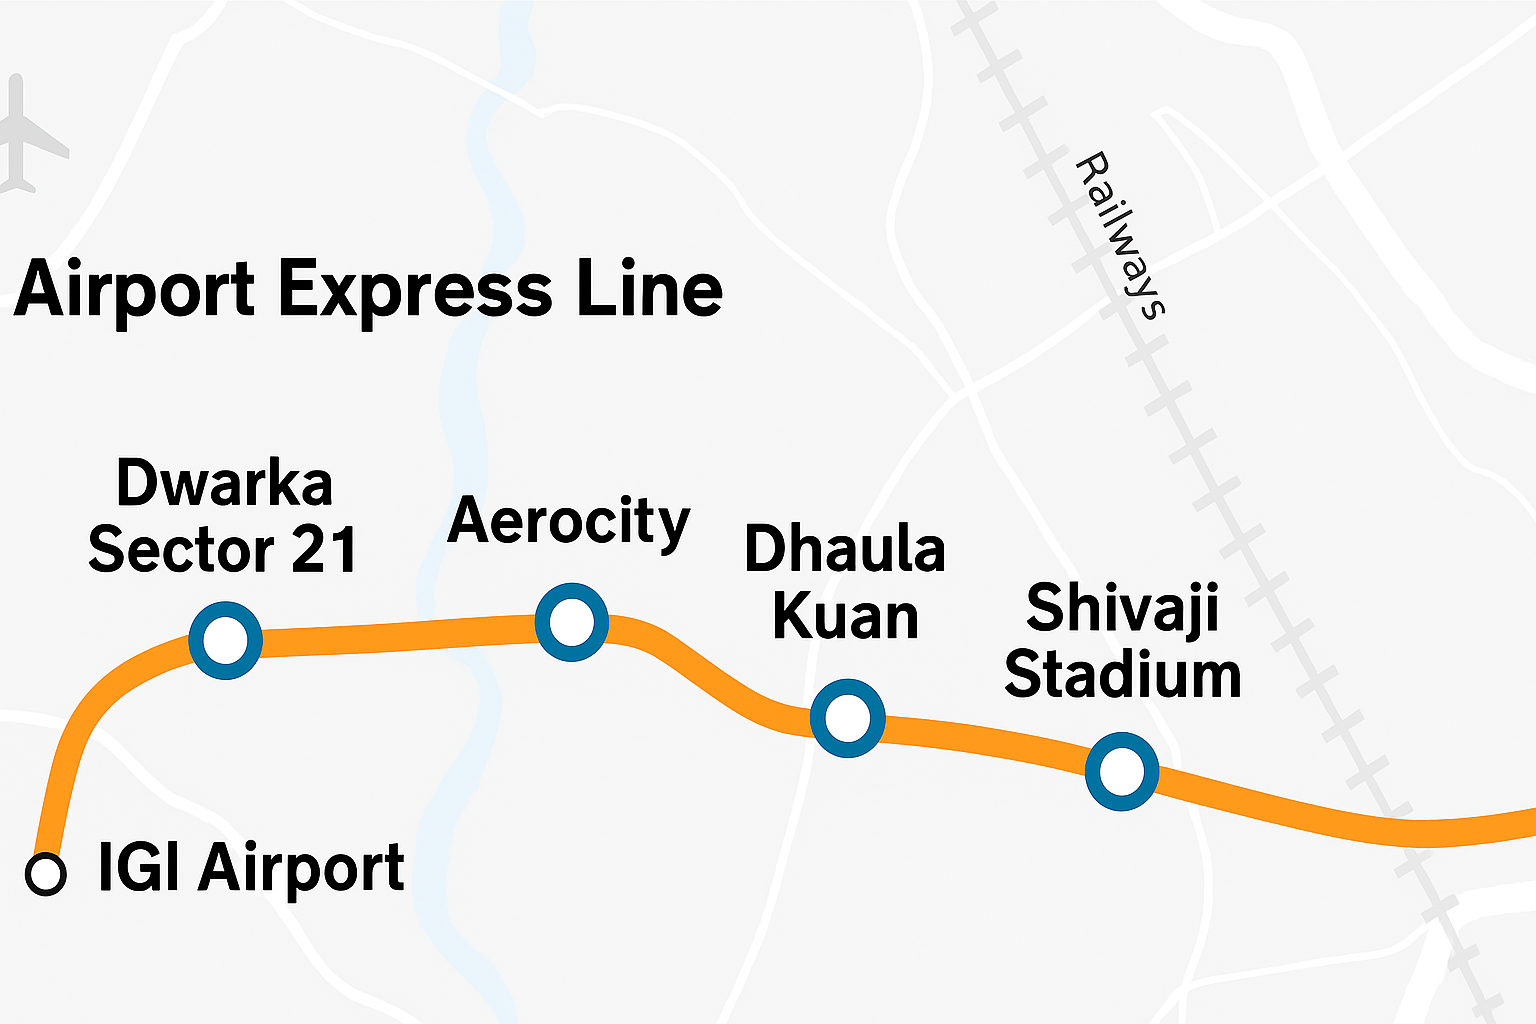 Railways
Airport Express Line
Dwarka
Sector 21
Aerocity
Dhaula
Kuan
Shivaji
Stadium
IGI Airport